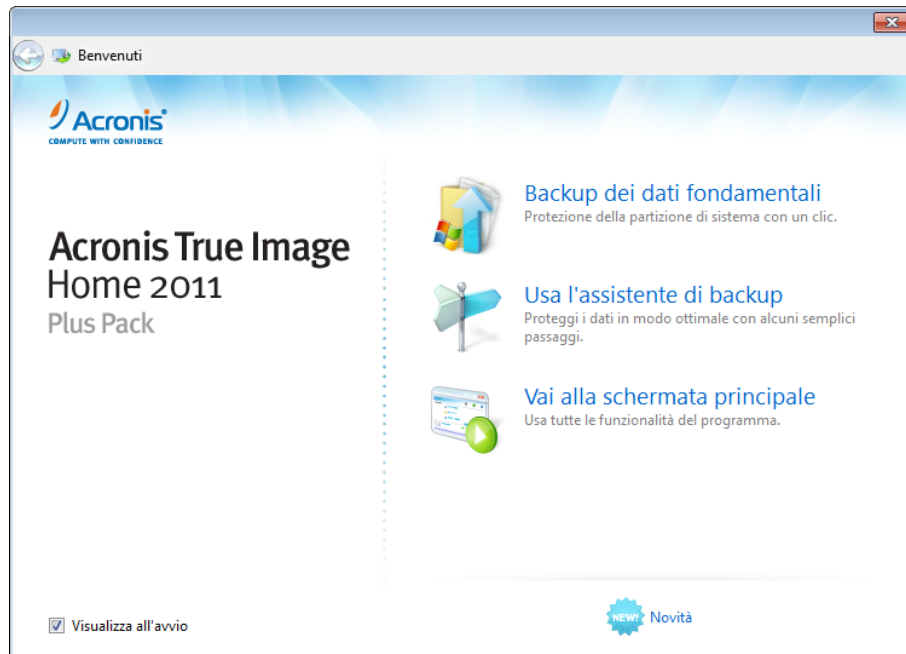 Benvenuti
Acronis
COMPUTE WITH CONFIDENCE
Acronis True Image
Home 2011
Plus Pack
Backup dei dati fondamentali
Protezione della partizione di sistema con un clic.
Usa l'assistente di backup
Proteggi i dati in modo ottimale con alcuni semplici
passaggi.
Vai alla schermata principale
Usa tutte le funzionalità del programma.
Visualizza all'avvio
NEW!
Novità